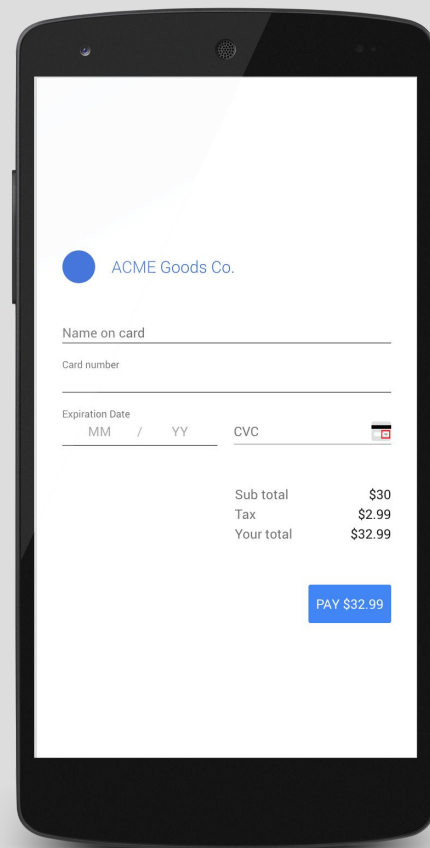 ACME Goods Co.
Name on card
Card number
Expiration Date
MM / YY CVC
Sub total $30
Tax $2.99
Your total $32.99
PAY $32.99